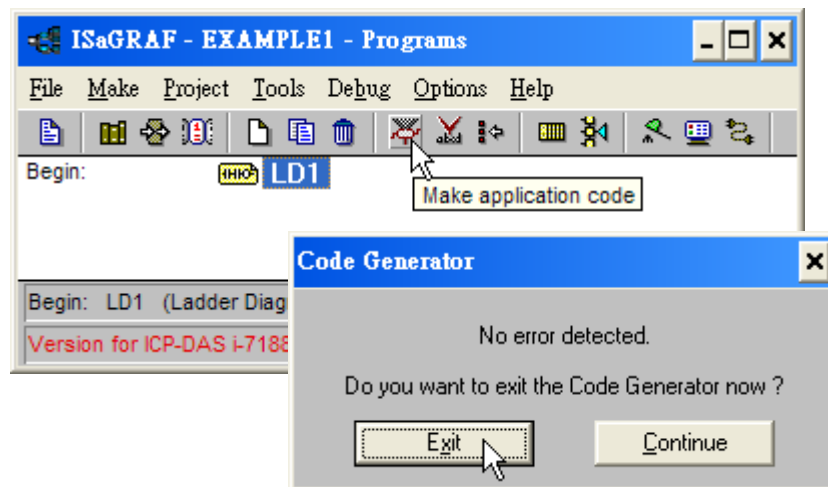 ISaGRAF - EXAMPLE1 - Programs
File Make Project Tools Debug Options Help
Begin: LD1
Make application code
Begin: LD1 (Ladder Diag
Version for ICP-DAS i-7188
Code Generator
No error detected.
Do you want to exit the Code Generator now ?
Exit Continue